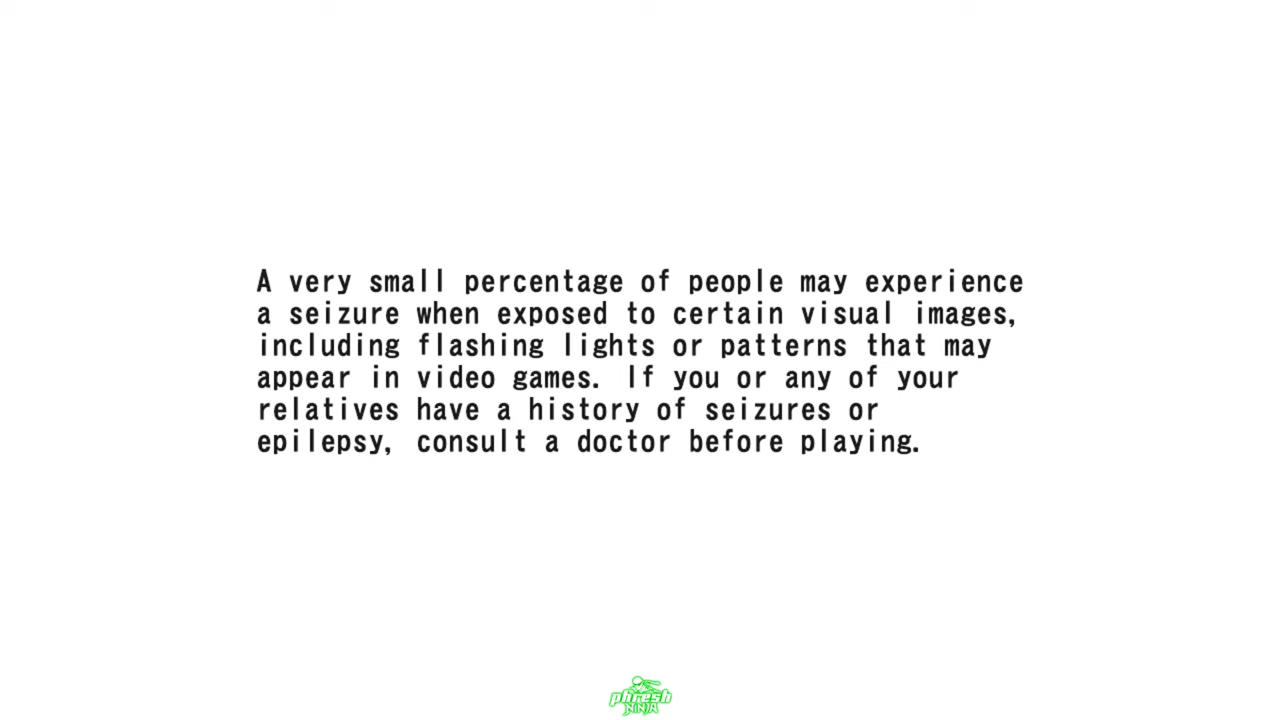 A very small percentage of people may experience
a seizure when exposed to certain visual images,
including flashing lights or patterns that may
appear in video games. If you or any of your
relatives have a history of seizures or
epilepsy, consult a doctor before playing.
phresh
NiNJA